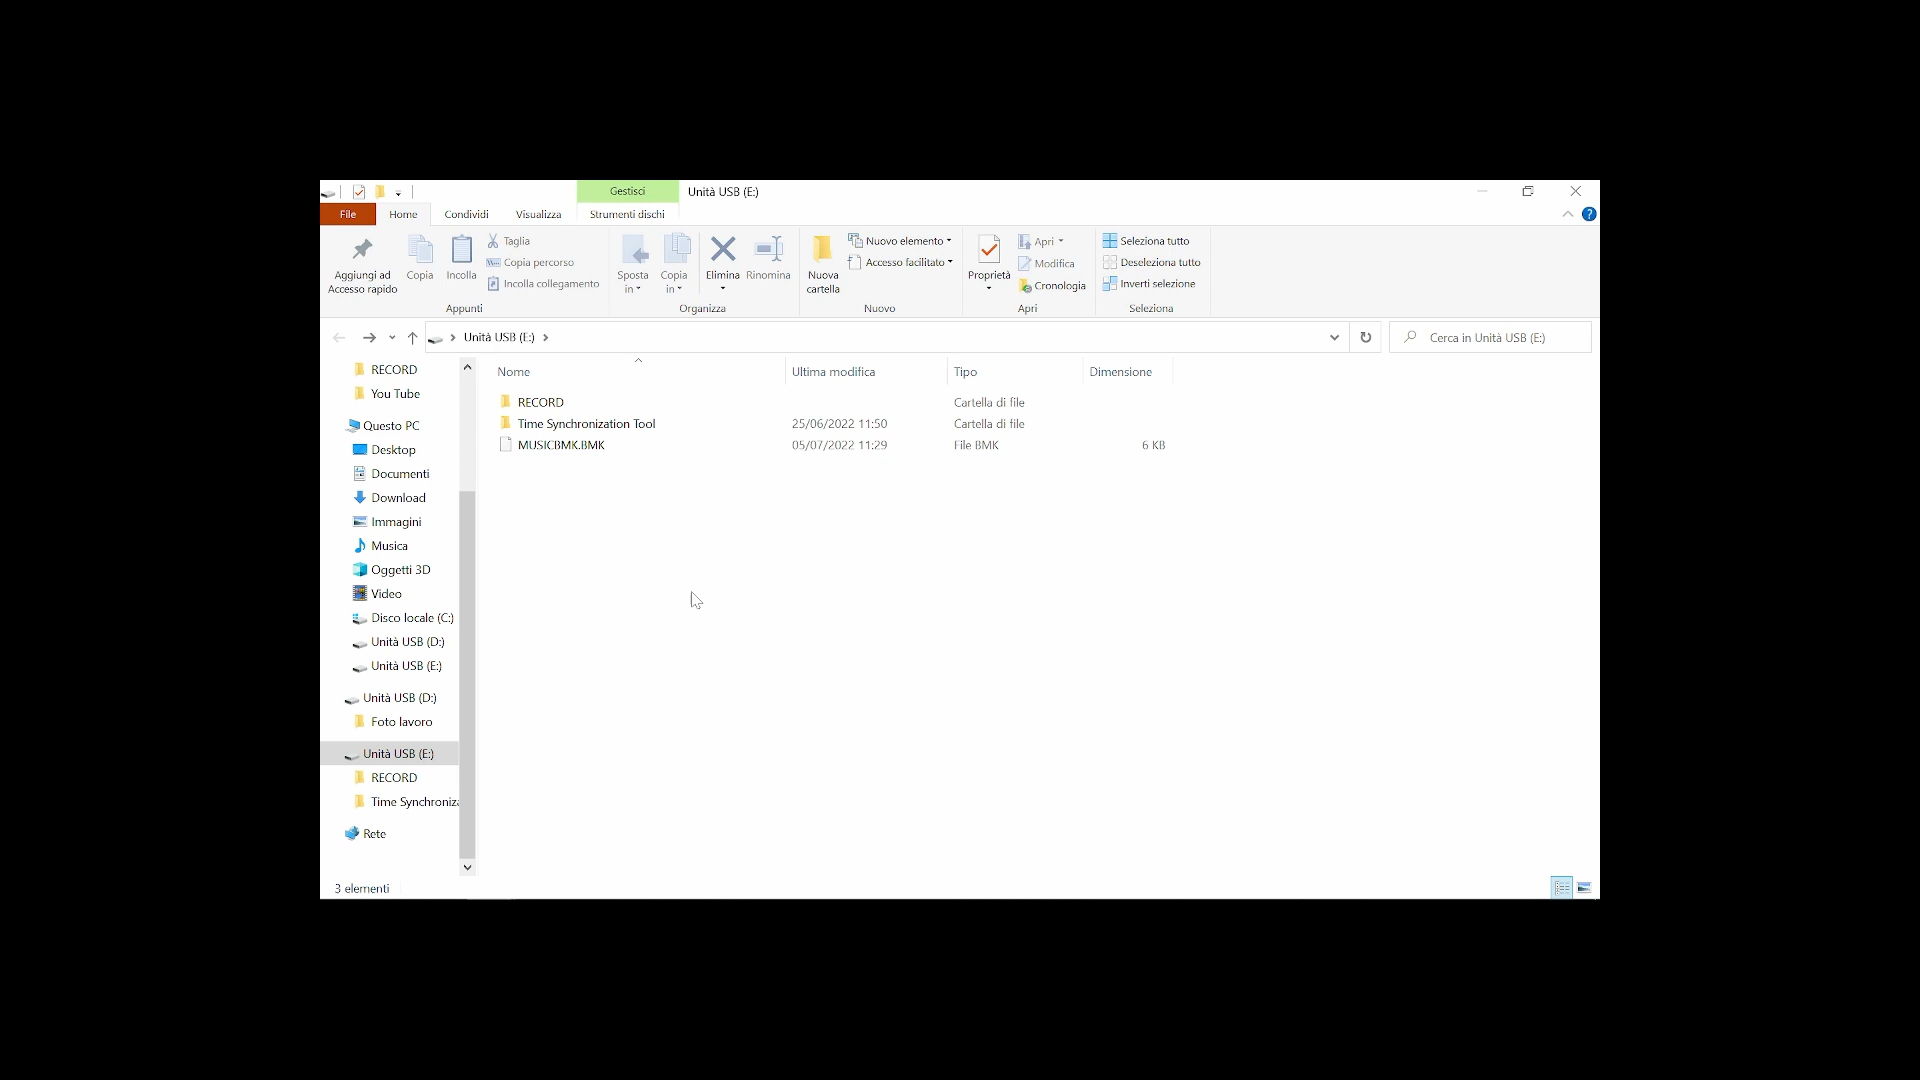 Gestisci
Unità USB (E:)
File
Home
Condividi
Visualizza
Strumenti dischi
Aggiungi ad
Accesso rapido
Copia
Incolla
Taglia
Copia percorso
Incolla collegamento
Appunti
Sposta
in
Copia
in
Elimina
Rinomina
Organizza
Nuova
cartella
Nuovo elemento
Accesso facilitato
Nuovo
Proprietà
Apri
Modifica
Cronologia
Apri
Seleziona tutto
Deseleziona tutto
Inverti selezione
Seleziona
Unità USB (E:)
Cerca in Unità USB (E:)
RECORD
You Tube
Questo PC
Desktop
Documenti
Download
Immagini
Musica
Oggetti 3D
Video
Disco locale (C:)
Unità USB (D:)
Unità USB (E:)
Unità USB (D:)
Foto lavoro
Unità USB (E:)
RECORD
Time Synchroniza
Rete
Nome Ultima modifica Tipo Dimensione
RECORD Cartella di file
Time Synchronization Tool 25/06/2022 11:50 Cartella di file
MUSICBMK.BMK 05/07/2022 11:29 File BMK 6 KB
3 elementi